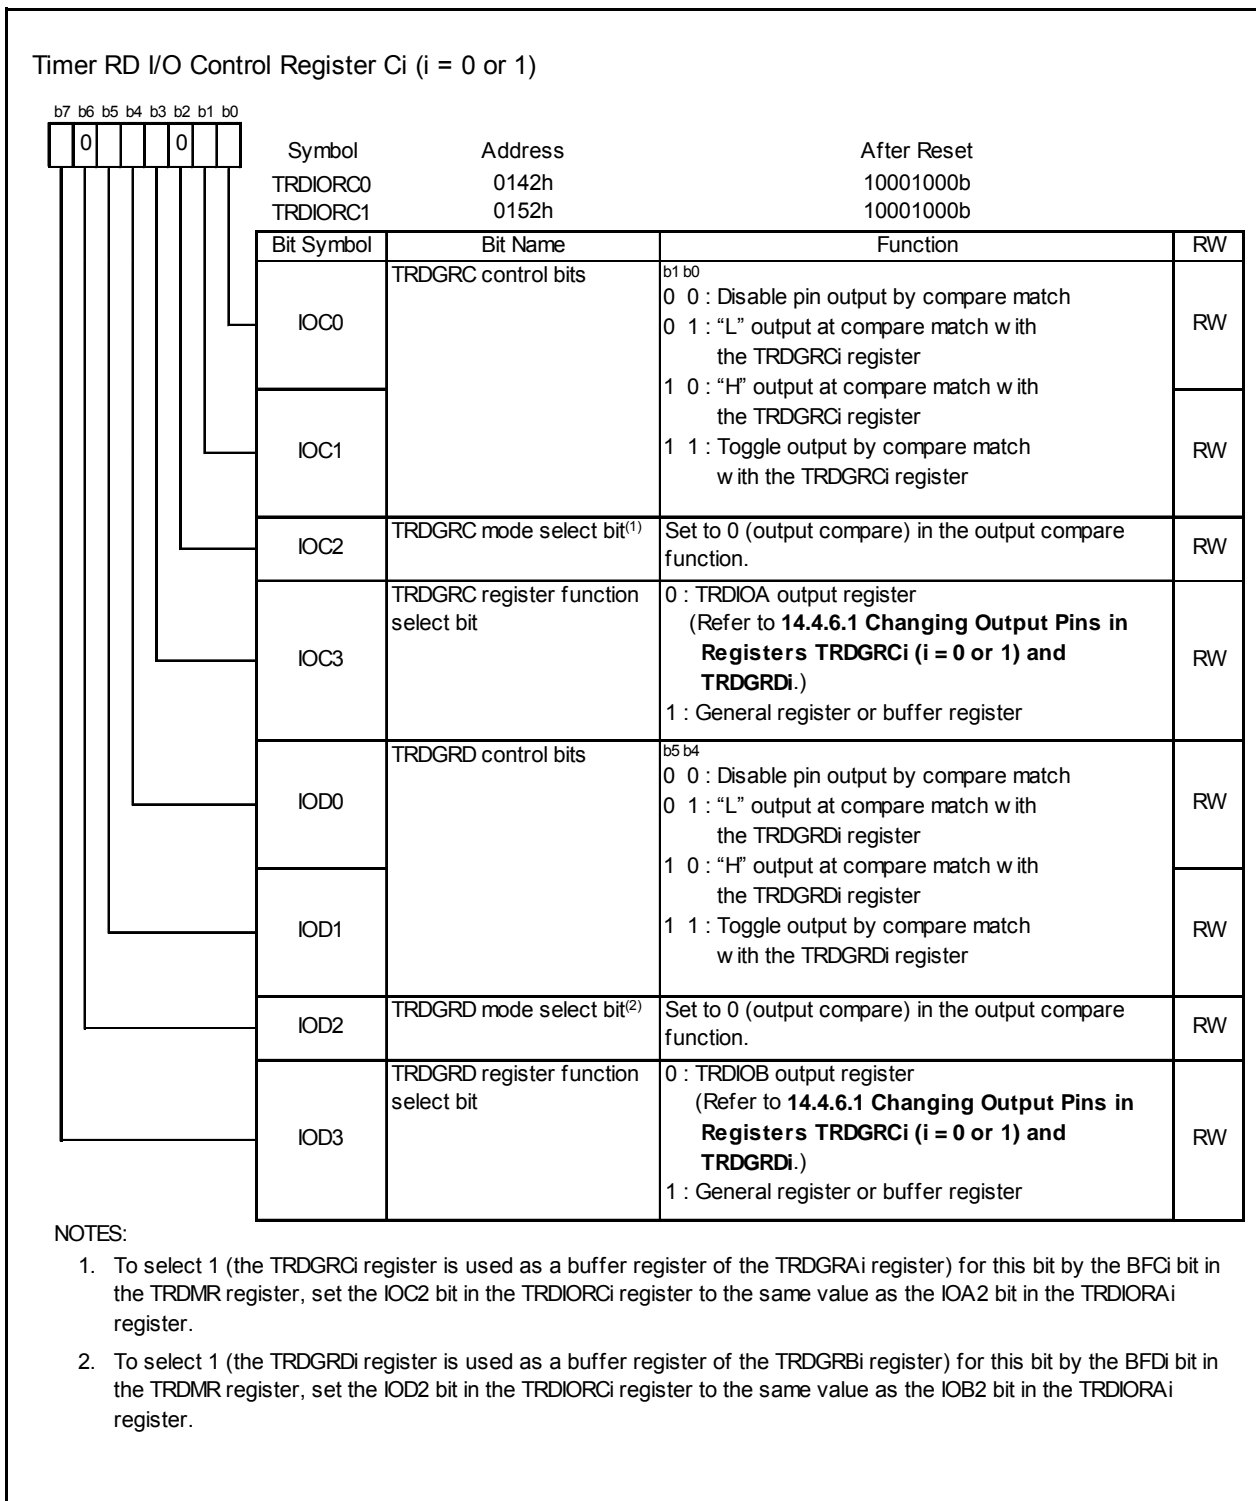 Timer RD I/O Control Register Ci (i = 0 or 1)
b7 b6 b5 b4 b3 b2 b1 b0
0 0
Symbol Address After Reset
TRDIORC0 0142h 10001000b
TRDIORC1 0152h 10001000b
Bit Symbol Bit Name Function RW
IOC0
TRDGRC control bits
b1 b0
0 0 : Disable pin output by compare match
0 1 : “L” output at compare match with
the TRDGRCi register
1 0 : “H” output at compare match with
the TRDGRCi register
1 1 : Toggle output by compare match
with the TRDGRCi register
RW
IOC1
RW
IOC2
TRDGRC mode select bit(1)
Set to 0 (output compare) in the output compare
function.
RW
IOC3
TRDGRC register function
select bit
0 : TRDIOA output register
(Refer to 14.4.6.1 Changing Output Pins in
Registers TRDGRCi (i = 0 or 1) and
TRDGRDi.)
1 : General register or buffer register
RW
IOD0
TRDGRD control bits
b5 b4
0 0 : Disable pin output by compare match
0 1 : “L” output at compare match with
the TRDGRDi register
1 0 : “H” output at compare match with
the TRDGRDi register
1 1 : Toggle output by compare match
with the TRDGRDi register
RW
IOD1
RW
IOD2
TRDGRD mode select bit(2)
Set to 0 (output compare) in the output compare
function.
RW
IOD3
TRDGRD register function
select bit
0 : TRDIOB output register
(Refer to 14.4.6.1 Changing Output Pins in
Registers TRDGRCi (i = 0 or 1) and
TRDGRDi.)
1 : General register or buffer register
RW
NOTES:
1. To select 1 (the TRDGRCi register is used as a buffer register of the TRDGRAi register) for this bit by the BFCi bit in
the TRDMR register, set the IOC2 bit in the TRDIORCi register to the same value as the IOA2 bit in the TRDIORAi
register.
2. To select 1 (the TRDGRDi register is used as a buffer register of the TRDGRBi register) for this bit by the BFDi bit in
the TRDMR register, set the IOD2 bit in the TRDIORCi register to the same value as the IOB2 bit in the TRDIORAi
register.